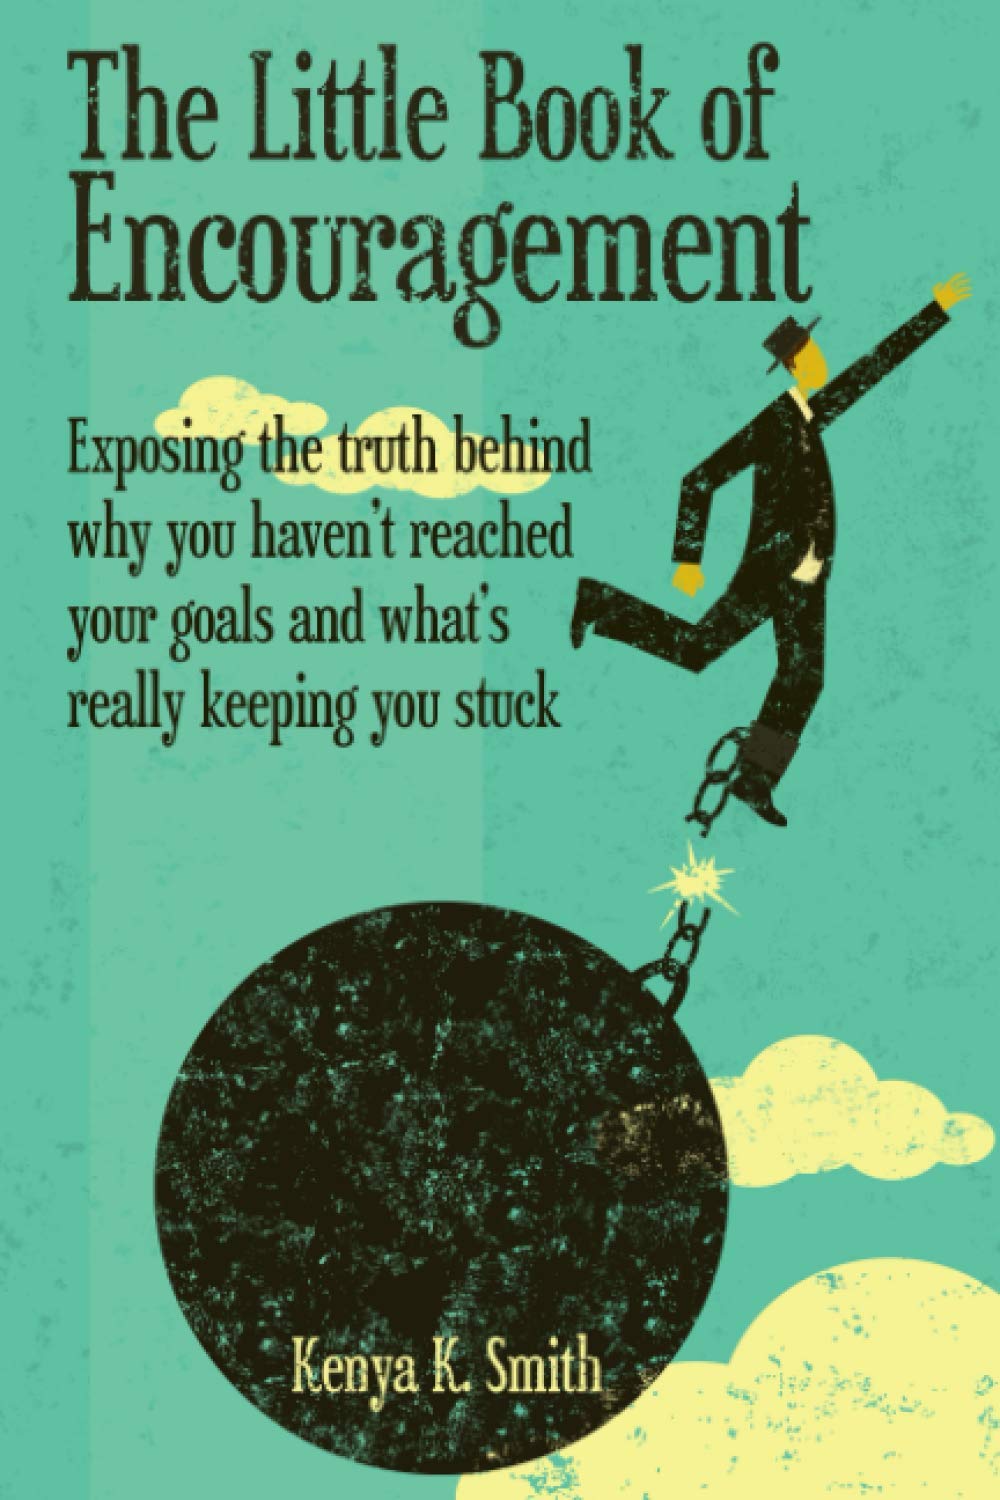 The Little Book of
Encouragement
Exposing the truth behind
why you haven't reached
your goals and what's
really keeping you stuck
Kenya K. Smith